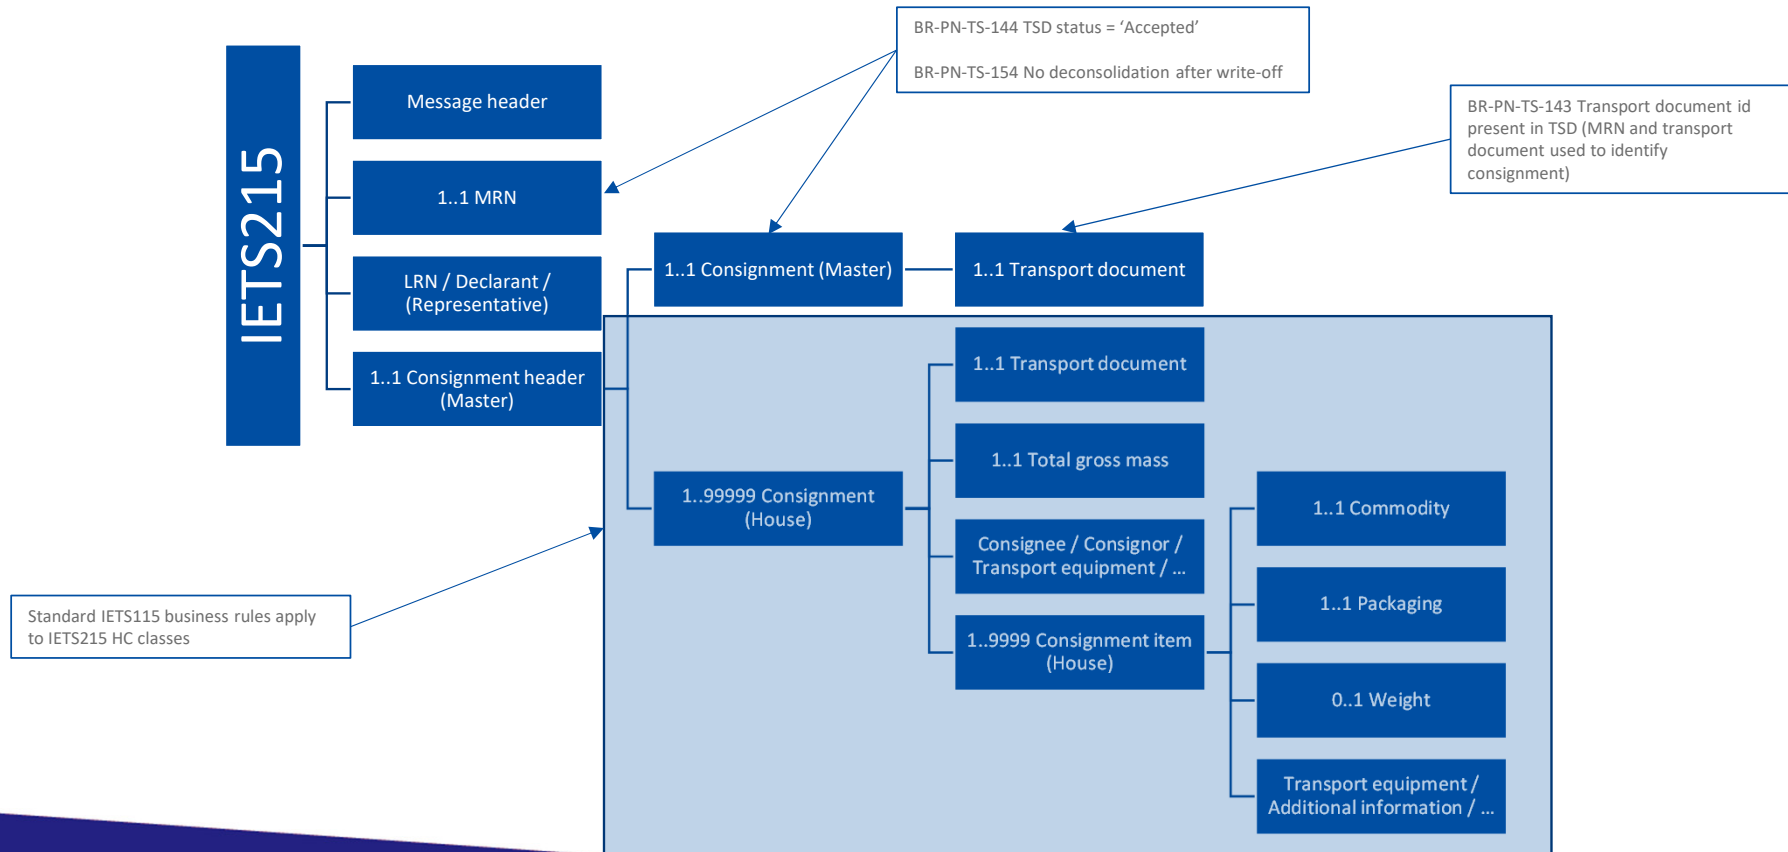 BR-PN-TS-144 TSD status = ‘Accepted’
BR-PN-TS-154 No deconsolidation after write-off
BR-PN-TS-143 Transport document id
present in TSD (MRN and transport
document used to identify
consignment)
IETS215
Message header
1..1 MRN
LRN / Declarant /
(Representative)
1..1 Consignment header
(Master)
1..1 Consignment (Master)
1..1 Transport document
1..99999 Consignment
(House)
1..1 Transport document
1..1 Total gross mass
Consignee / Consignor /
Transport equipment / ...
1..9999 Consignment item
(House)
1..1 Commodity
1..1 Packaging
0..1 Weight
Transport equipment /
Additional information / ...
Standard IETS115 business rules apply
to IETS215 HC classes